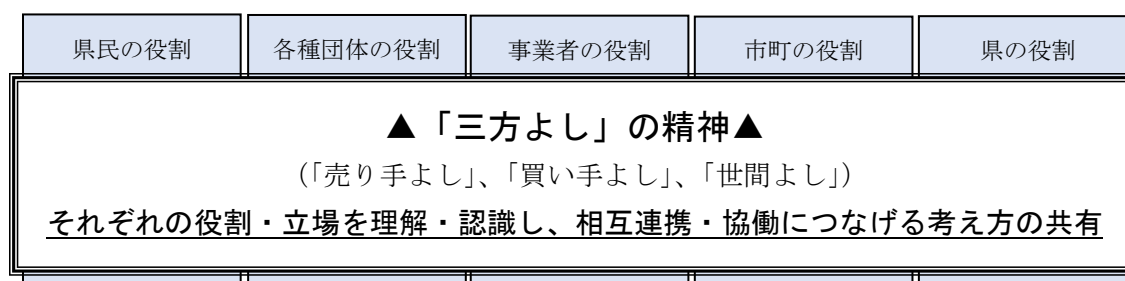 県民の役割
各種団体の役割
事業者の役割
市町の役割
県の役割
▲「三方よし」の精神▲
(「売り手よし」、「買い手よし」、「世間よし」)
それぞれの役割・立場を理解・認識し、相互連携・協働につなげる考え方の共有